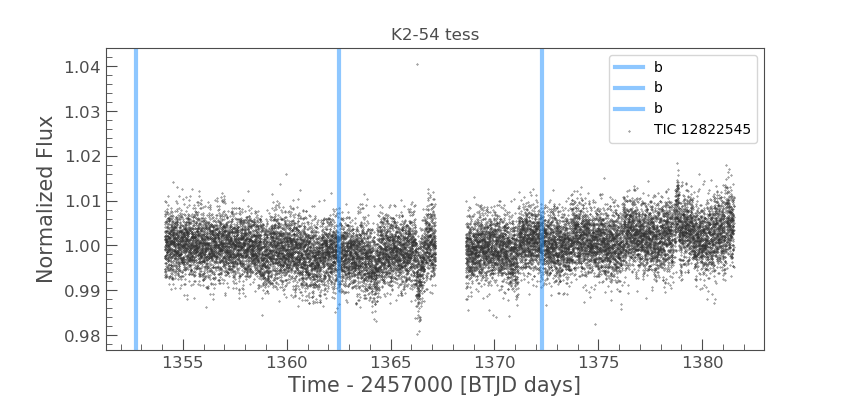 K2-54 tess
Normalized Flux
1.04
1.03
1.02
1.01
1.00
0.99
0.98
b
b
b
TIC 12822545
1355
1360
1365
1370
1375
1380
Time - 2457000 [BTJD days]